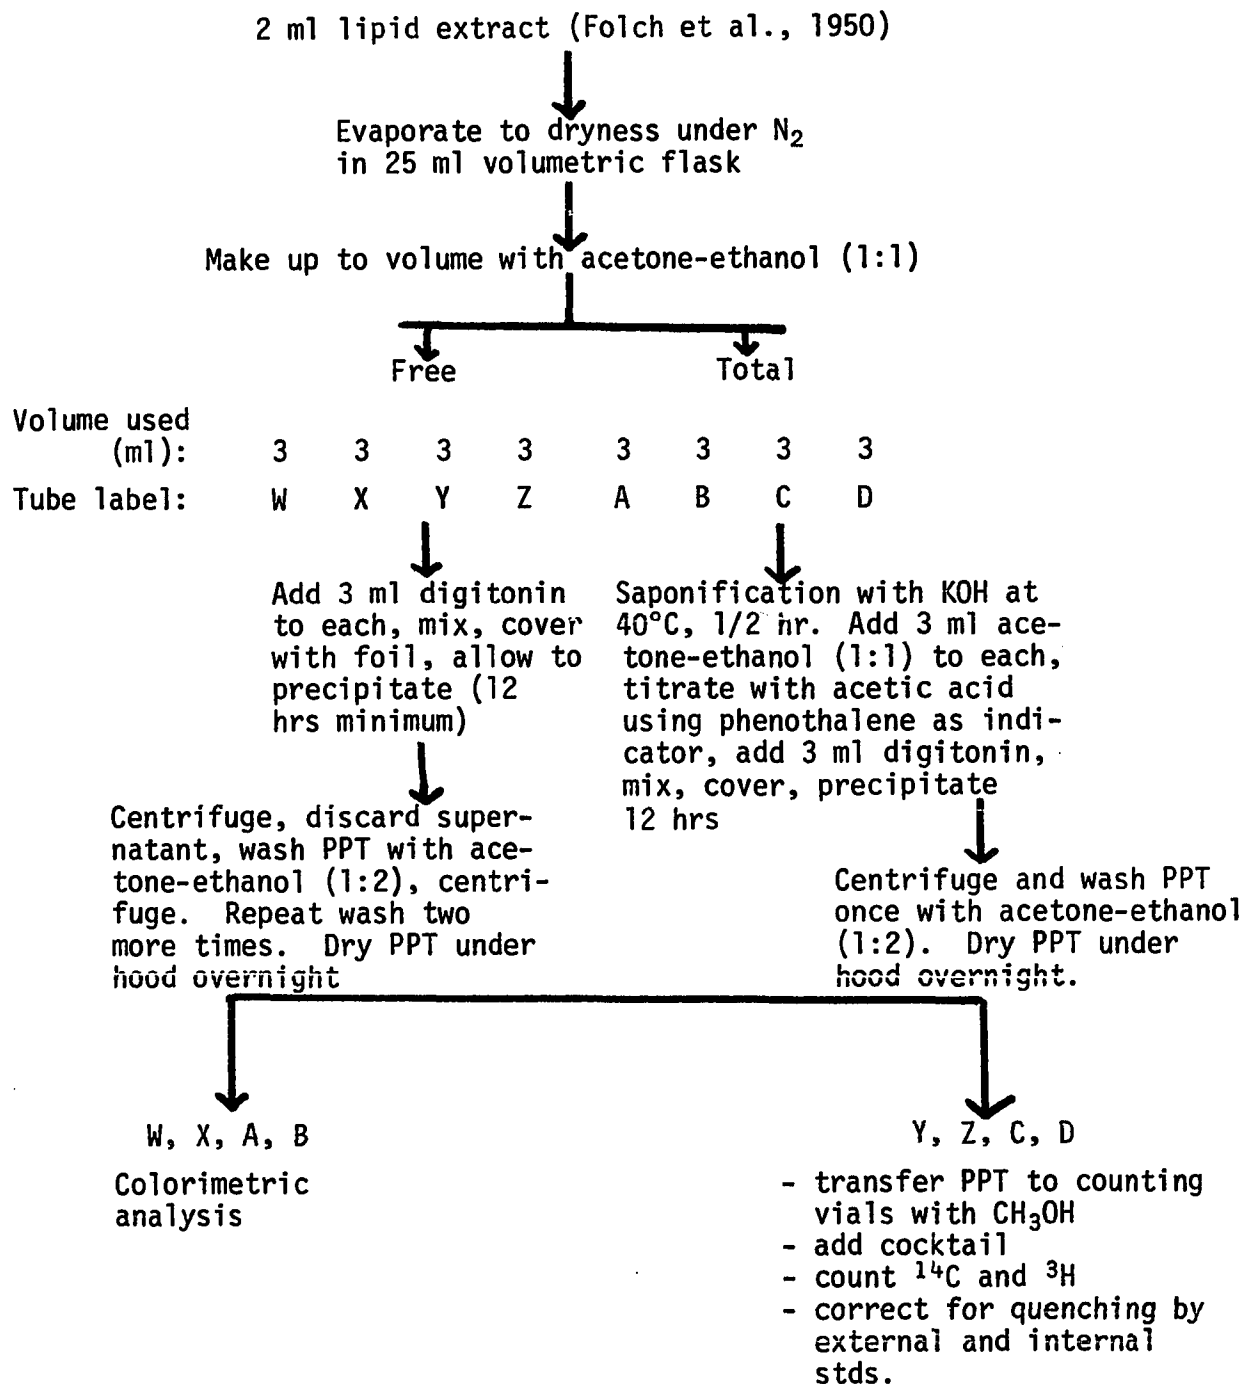 2 ml lipid extract (Folch et al., 1950)
Evaporate to dryness under N₂
in 25 ml volumetric flask
Make up to volume with acetone-ethanol (1:1)
Free Total
Volume used
(ml): 3 3 3 3 3 3 3 3
Tube label: W X Y Z A B C D
Add 3 ml digitonin
to each, mix, cover
with foil, allow to
precipitate (12
hrs minimum)
Saponification with KOH at
40°C, 1/2 hr. Add 3 ml ace-
tone-ethanol (1:1) to each,
titrate with acetic acid
using phenothalene as indi-
cator, add 3 ml digitonin,
mix, cover, precipitate
12 hrs
Centrifuge, discard super-
natant, wash PPT with ace-
tone-ethanol (1:2), centri-
fuge. Repeat wash two
more times. Dry PPT under
hood overnight
Centrifuge and wash PPT
once with acetone-ethanol
(1:2). Dry PPT under
hood overnight.
W, X, A, B
Colorimetric
analysis
Y, Z, C, D
- transfer PPT to counting
vials with CH₃OH
- add cocktail
- count ¹⁴C and ³H
- correct for quenching by
external and internal
stds.